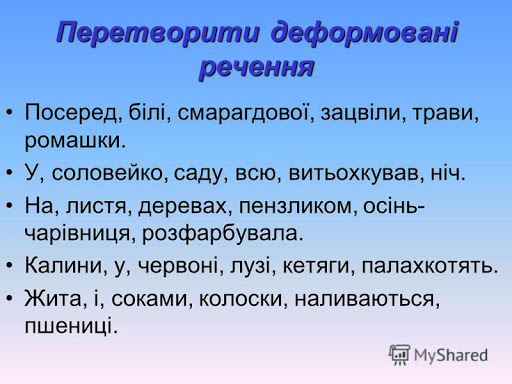 Перетворити деформовані
речення
• Посеред, білі, смарагдової, зацвіли, трави,
ромашки.
• У, соловейко, саду, всю, витьохкував, ніч.
• На, листя, деревах, пензликом, осінь-
чарівниця, розфарбувала.
• Калини, у, червоні, лузі, кетяги, палахкотять.
• Жита, і, соками, колоски, наливаються,
пшениці.
MyShared